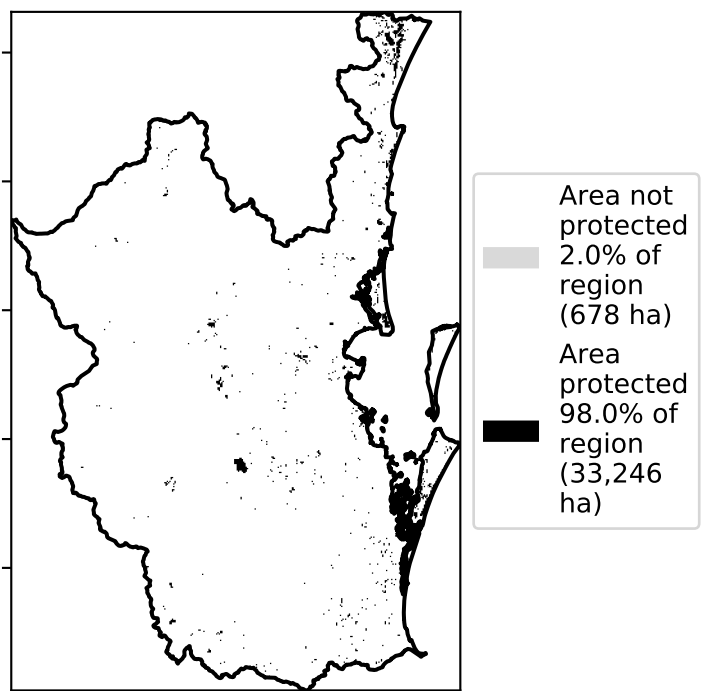 Area not
protected
2.0% of
region
(678 ha)
Area
protected
98.0% of
region
(33,246
ha)